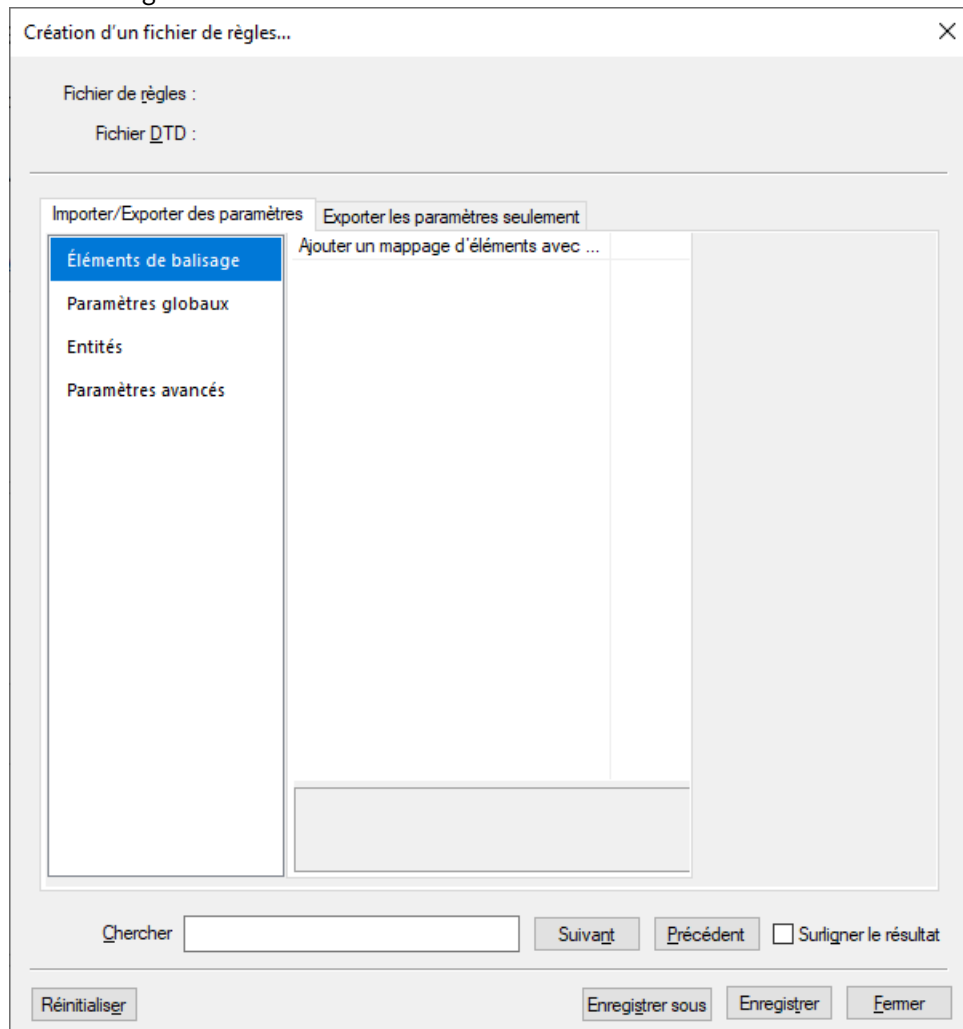 Création d'un fichier de règles...
Fichier de règles :
Fichier DTD :
Importer/Exporter des paramètres Exporter les paramètres seulement
Éléments de balisage Ajouter un mappage d'éléments avec ...
Paramètres globaux
Entités
Paramètres avancés
Chercher Suivant Précédent Surligner le résultat
Réinitialiser Enregistrer sous Enregistrer Fermer